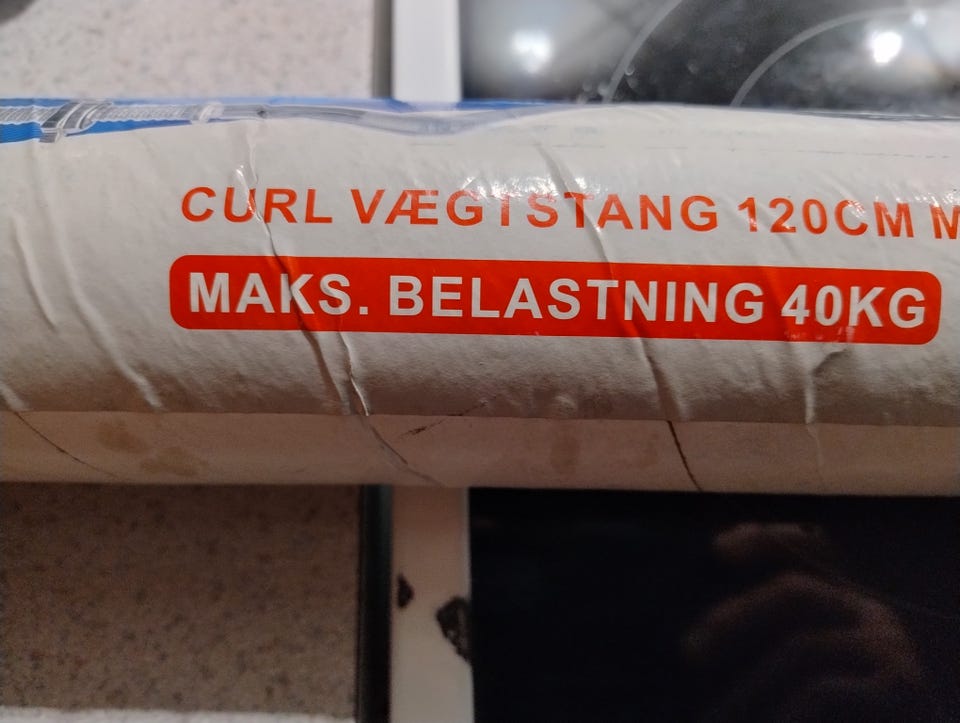 CURL VÆGTSTANG 120CM
MAKS. BELASTNING 40KG